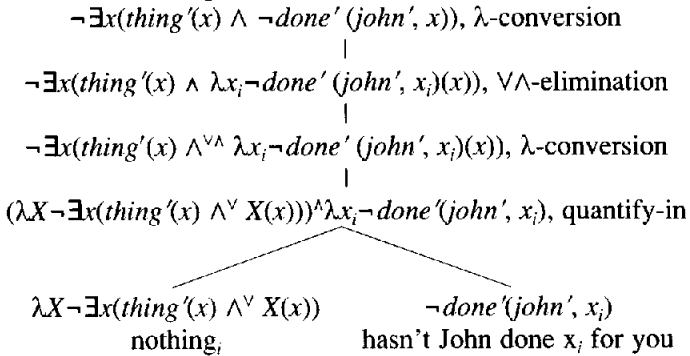 ¬∃x(thing′(x) ∧ ¬done′ (john′, x)), λ-conversion
¬∃x(thing′(x) ∧ λxᵢ¬done′ (john′, xᵢ)(x)), ∨∧-elimination
¬∃x(thing′(x) ∧ᵛ^ λxᵢ¬done′ (john′, xᵢ)(x)), λ-conversion
(λX¬∃x(thing′(x) ∧ᵛ X(x)))^λxᵢ¬done′(john′, xᵢ), quantify-in
λX¬∃x(thing′(x) ∧ᵛ X(x)) ¬done′(john′, xᵢ)
nothingᵢ hasn't John done xᵢ for you